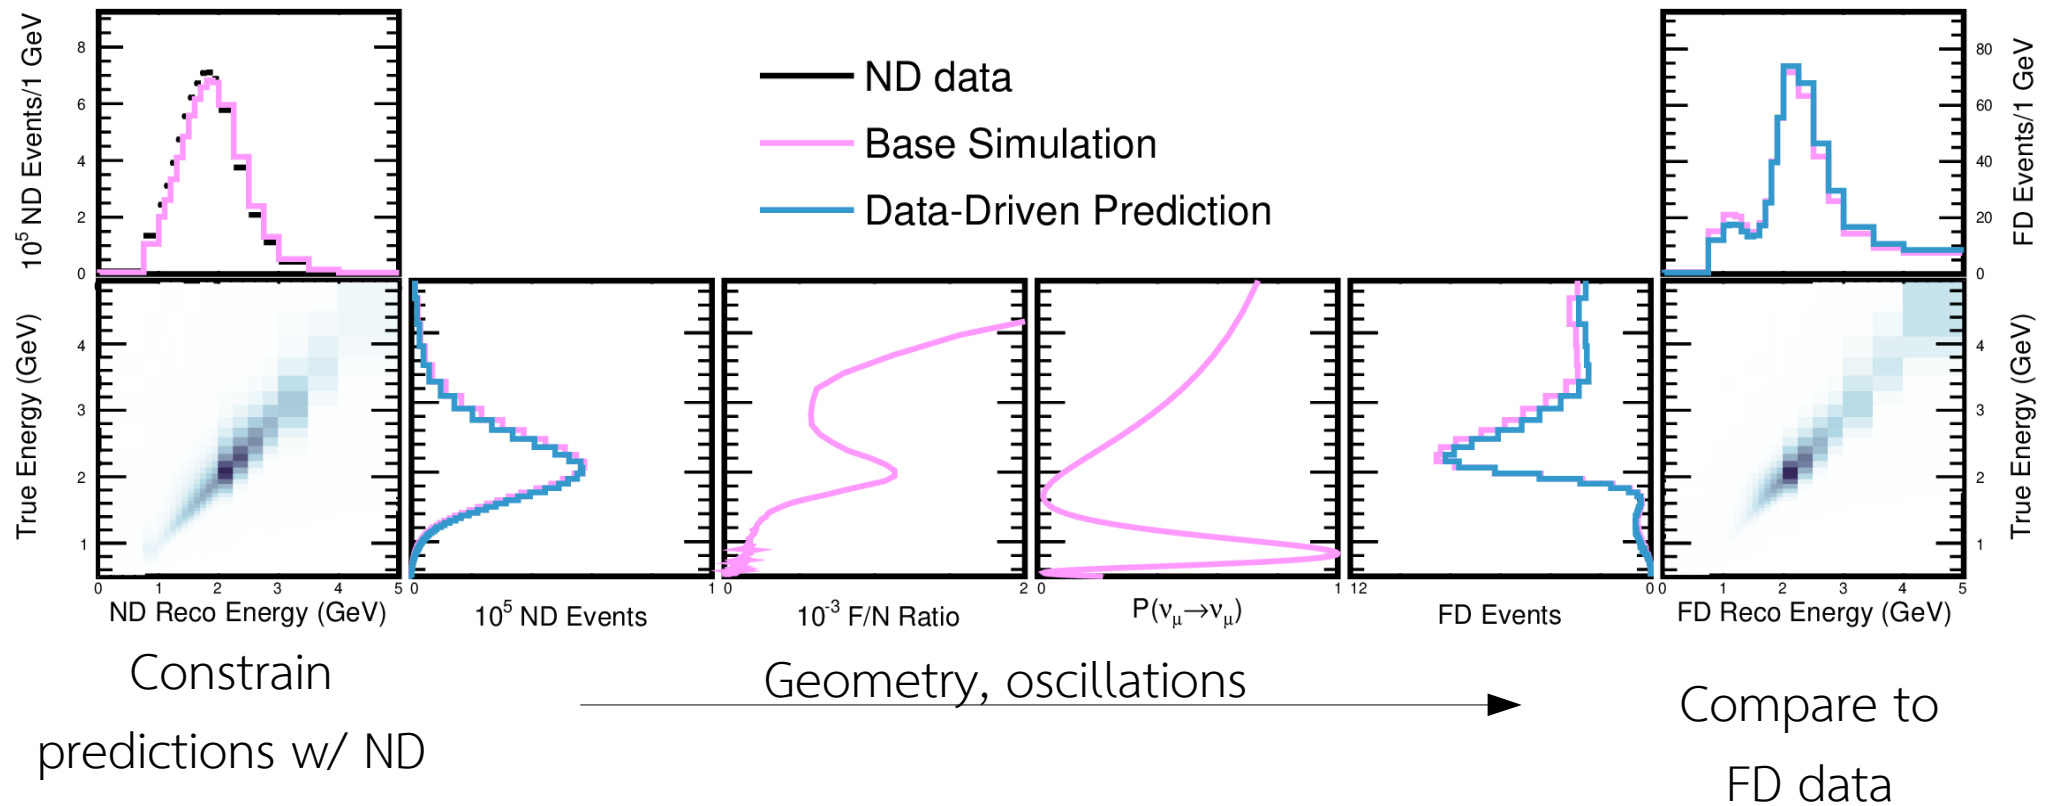 10⁵ ND Events/1 GeV
8
6
4
2
0
ND data
Base Simulation
Data-Driven Prediction
80
60
40
20
0
FD Events/1 GeV
True Energy (GeV)
4
3
2
1
0 1 2 3 4 5
ND Reco Energy (GeV)
0 1
10⁵ ND Events
0 2
10⁻³ F/N Ratio
0 1
P(νμ→νμ)
12 0
FD Events
0 1 2 3 4 5
FD Reco Energy (GeV)
4
3
2
1
True Energy (GeV)
Constrain
predictions w/ ND
Geometry, oscillations
Compare to
FD data